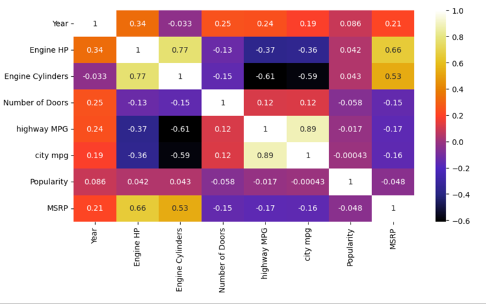 Year 1 0.34 -0.033 0.25 0.24 0.19 0.086 0.21
Engine HP 0.34 1 0.77 -0.13 -0.37 -0.36 0.042 0.66
Engine Cylinders -0.033 0.77 1 -0.15 -0.61 -0.59 0.043 0.53
Number of Doors 0.25 -0.13 -0.15 1 0.12 0.12 -0.058 -0.15
highway MPG 0.24 -0.37 -0.61 0.12 1 0.89 -0.017 -0.17
city mpg 0.19 -0.36 -0.59 0.12 0.89 1 -0.00043 -0.16
Popularity 0.086 0.042 0.043 -0.058 -0.017 -0.00043 1 -0.048
MSRP 0.21 0.66 0.53 -0.15 -0.17 -0.16 -0.048 1
Year
Engine HP
Engine Cylinders
Number of Doors
highway MPG
city mpg
Popularity
MSRP
1.0
0.8
0.6
0.4
0.2
0.0
-0.2
-0.4
-0.6